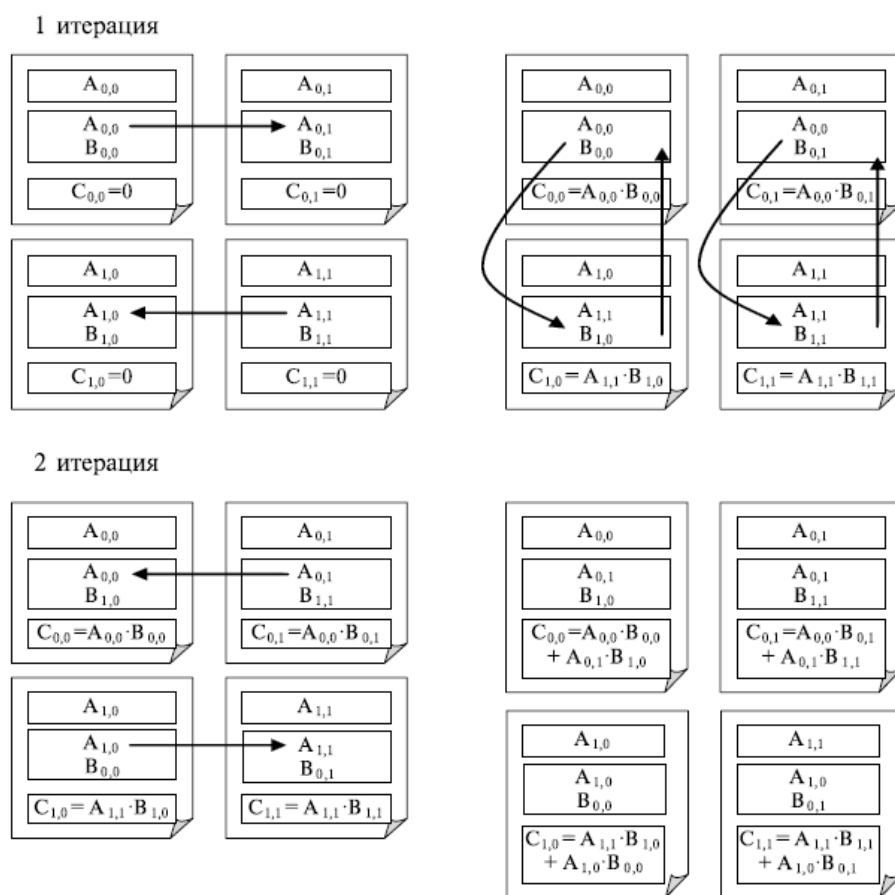 1 итерация
A0,0
A0,0
B0,0
C0,0=0
A0,1
A0,1
B0,1
C0,1=0
A0,0
A0,0
B0,0
C0,0=A0,0·B0,0
A0,1
A0,0
B0,1
C0,1=A0,0·B0,1
A1,0
A1,0
B1,0
C1,0=0
A1,1
A1,1
B1,1
C1,1=0
A1,0
A1,1
B1,0
C1,0=A1,1·B1,0
A1,1
A1,1
B1,1
C1,1=A1,1·B1,1
2 итерация
A0,0
A0,0
B1,0
C0,0=A0,0·B0,0
A0,1
A0,1
B1,1
C0,1=A0,0·B0,1
A0,0
A0,1
B1,0
C0,0=A0,0·B0,0
+ A0,1·B1,0
A0,1
A0,1
B1,1
C0,1=A0,0·B0,1
+ A0,1·B1,1
A1,0
A1,0
B0,0
C1,0=A1,1·B1,0
A1,1
A1,1
B0,1
C1,1=A1,1·B1,1
A1,0
A1,0
B0,0
C1,0=A1,1·B1,0
+ A1,0·B0,0
A1,1
A1,0
B0,1
C1,1=A1,1·B1,1
+ A1,0·B0,1